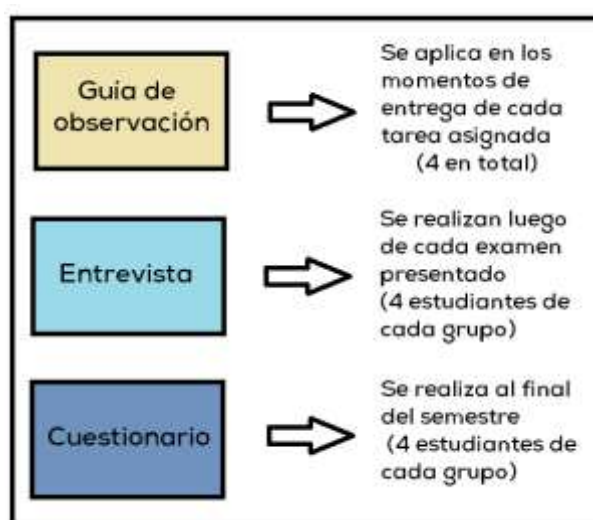 Guía de
observación
Se aplica en los
momentos de
entrega de cada
tarea asignada
(4 en total)
Entrevista
Se realizan luego
de cada examen
presentado
(4 estudiantes de
cada grupo)
Cuestionario
Se realiza al final
del semestre
(4 estudiantes de
cada grupo)